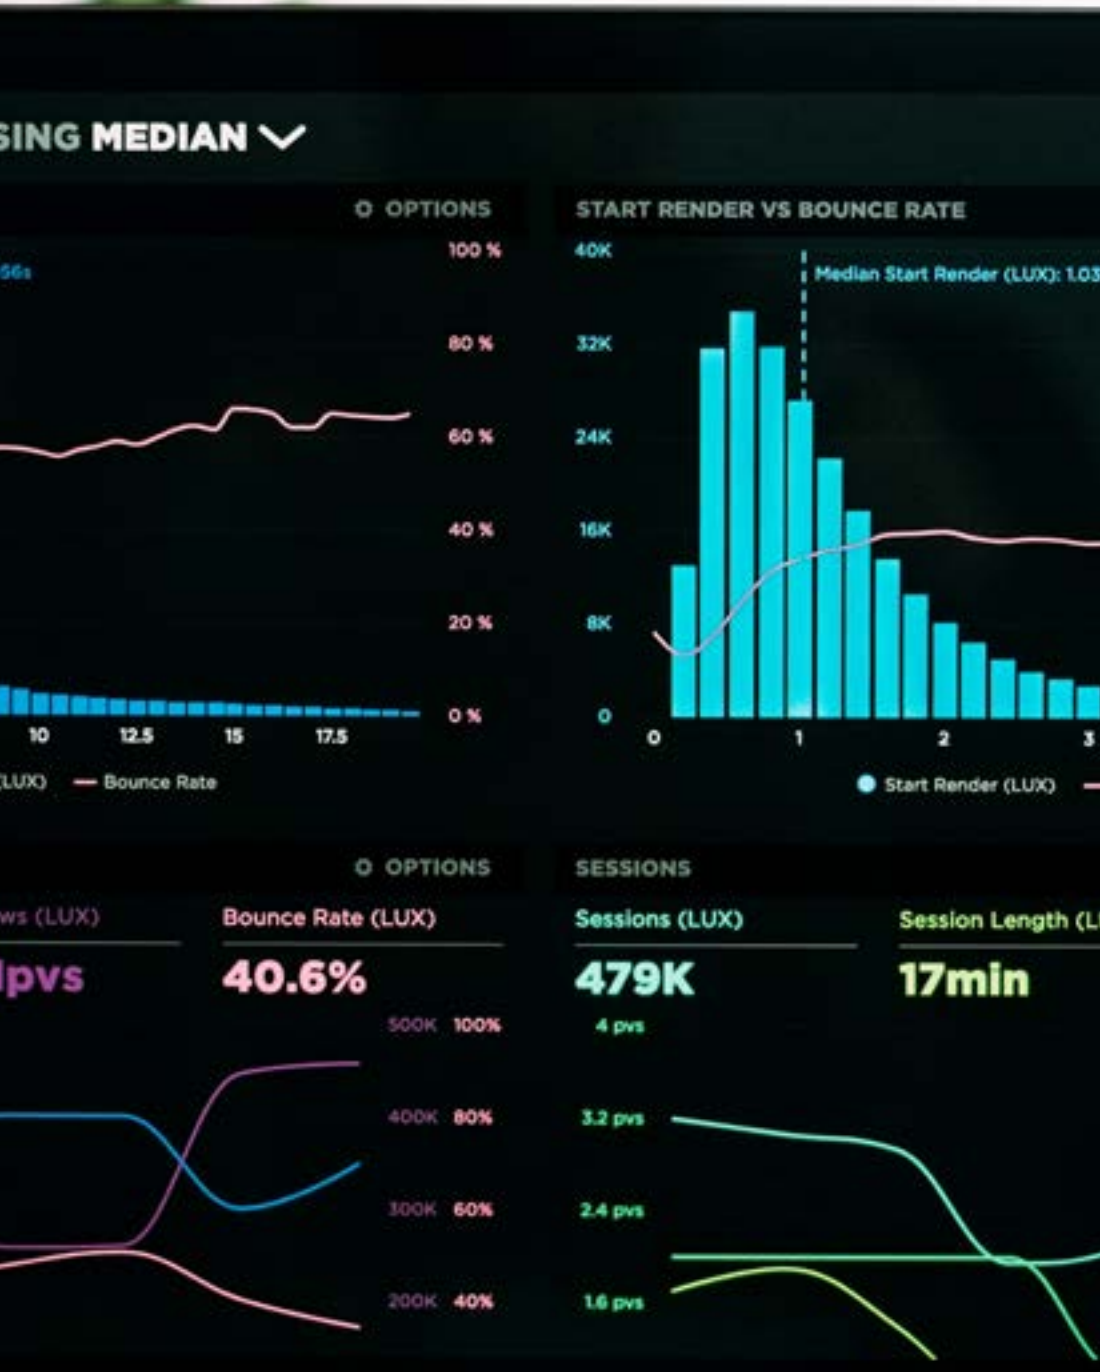 SING MEDIAN
OPTIONS
56s
100 %
80 %
60 %
40 %
20 %
0 %
10 12.5 15 17.5
(LUX) Bounce Rate
START RENDER VS BOUNCE RATE
40K
Median Start Render (LUX): 1.03
32K
24K
16K
8K
0
0 1 2 3
Start Render (LUX)
OPTIONS
ws (LUX) Bounce Rate (LUX)
pvs 40.6%
500K 100%
400K 80%
300K 60%
200K 40%
SESSIONS
Sessions (LUX) Session Length (L
479K 17min
4 pvs
3.2 pvs
2.4 pvs
1.6 pvs